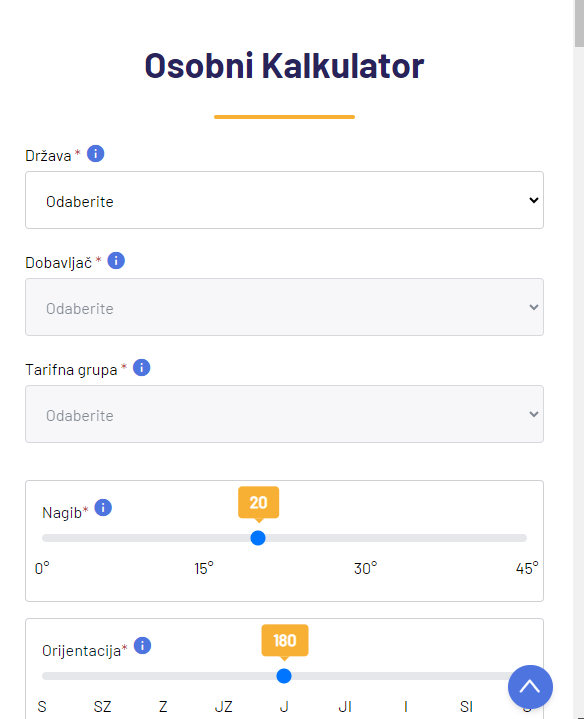 Osobni Kalkulator
Država *
Odaberite
Dobavljač *
Odaberite
Tarifna grupa *
Odaberite
Nagib*
20
0° 15° 30° 45°
Orijentacija*
180
S SZ Z JZ J JI I SI S